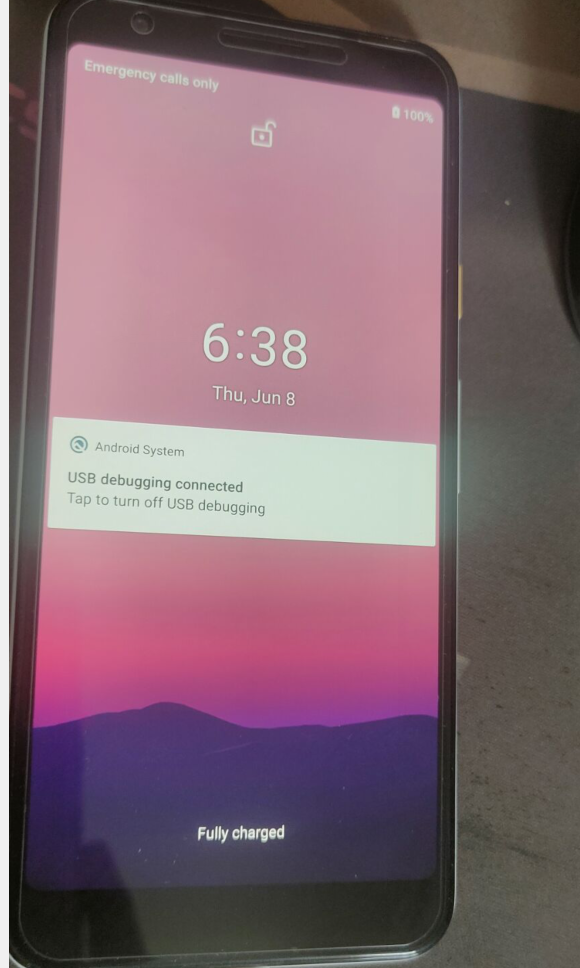 Emergency calls only
100%
6:38
Thu, Jun 8
Android System
USB debugging connected
Tap to turn off USB debugging
Fully charged